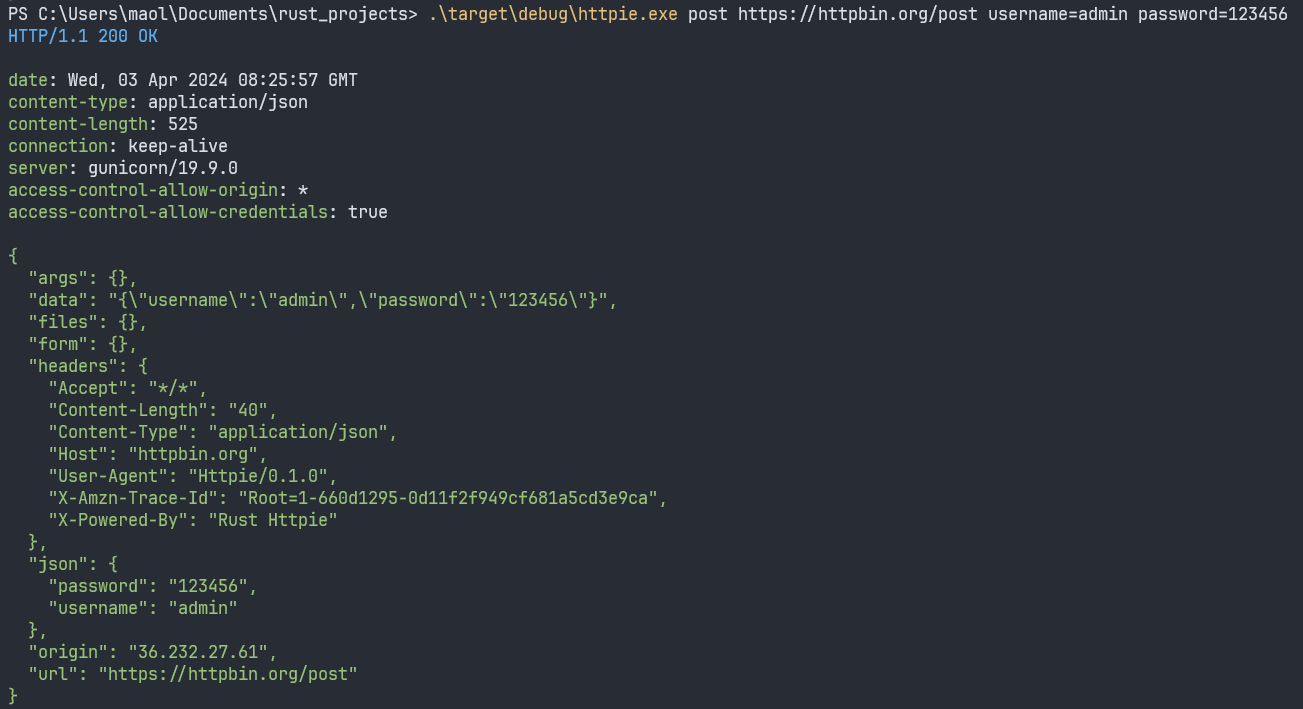 PS C:\Users\maol\Documents\rust_projects> .\target\debug\httpie.exe post https://httpbin.org/post username=admin password=123456
HTTP/1.1 200 OK

date: Wed, 03 Apr 2024 08:25:57 GMT
content-type: application/json
content-length: 525
connection: keep-alive
server: gunicorn/19.9.0
access-control-allow-origin: *
access-control-allow-credentials: true

{
  "args": {},
  "data": "{\"username\":\"admin\",\"password\":\"123456\"}",
  "files": {},
  "form": {},
  "headers": {
    "Accept": "*/*",
    "Content-Length": "40",
    "Content-Type": "application/json",
    "Host": "httpbin.org",
    "User-Agent": "Httpie/0.1.0",
    "X-Amzn-Trace-Id": "Root=1-660d1295-0d11f2f949cf681a5cd3e9ca",
    "X-Powered-By": "Rust Httpie"
  },
  "json": {
    "password": "123456",
    "username": "admin"
  },
  "origin": "36.232.27.61",
  "url": "https://httpbin.org/post"
}